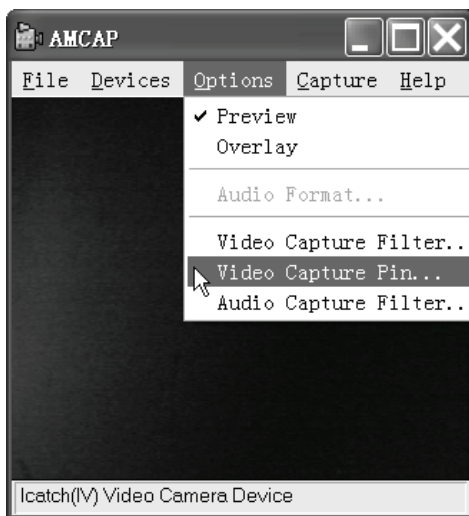 AMCAP
File Devices Options Capture Help
✔ Preview
Overlay
Audio Format...
Video Capture Filter..
Video Capture Pin...
Audio Capture Filter..
Icatch(IV) Video Camera Device